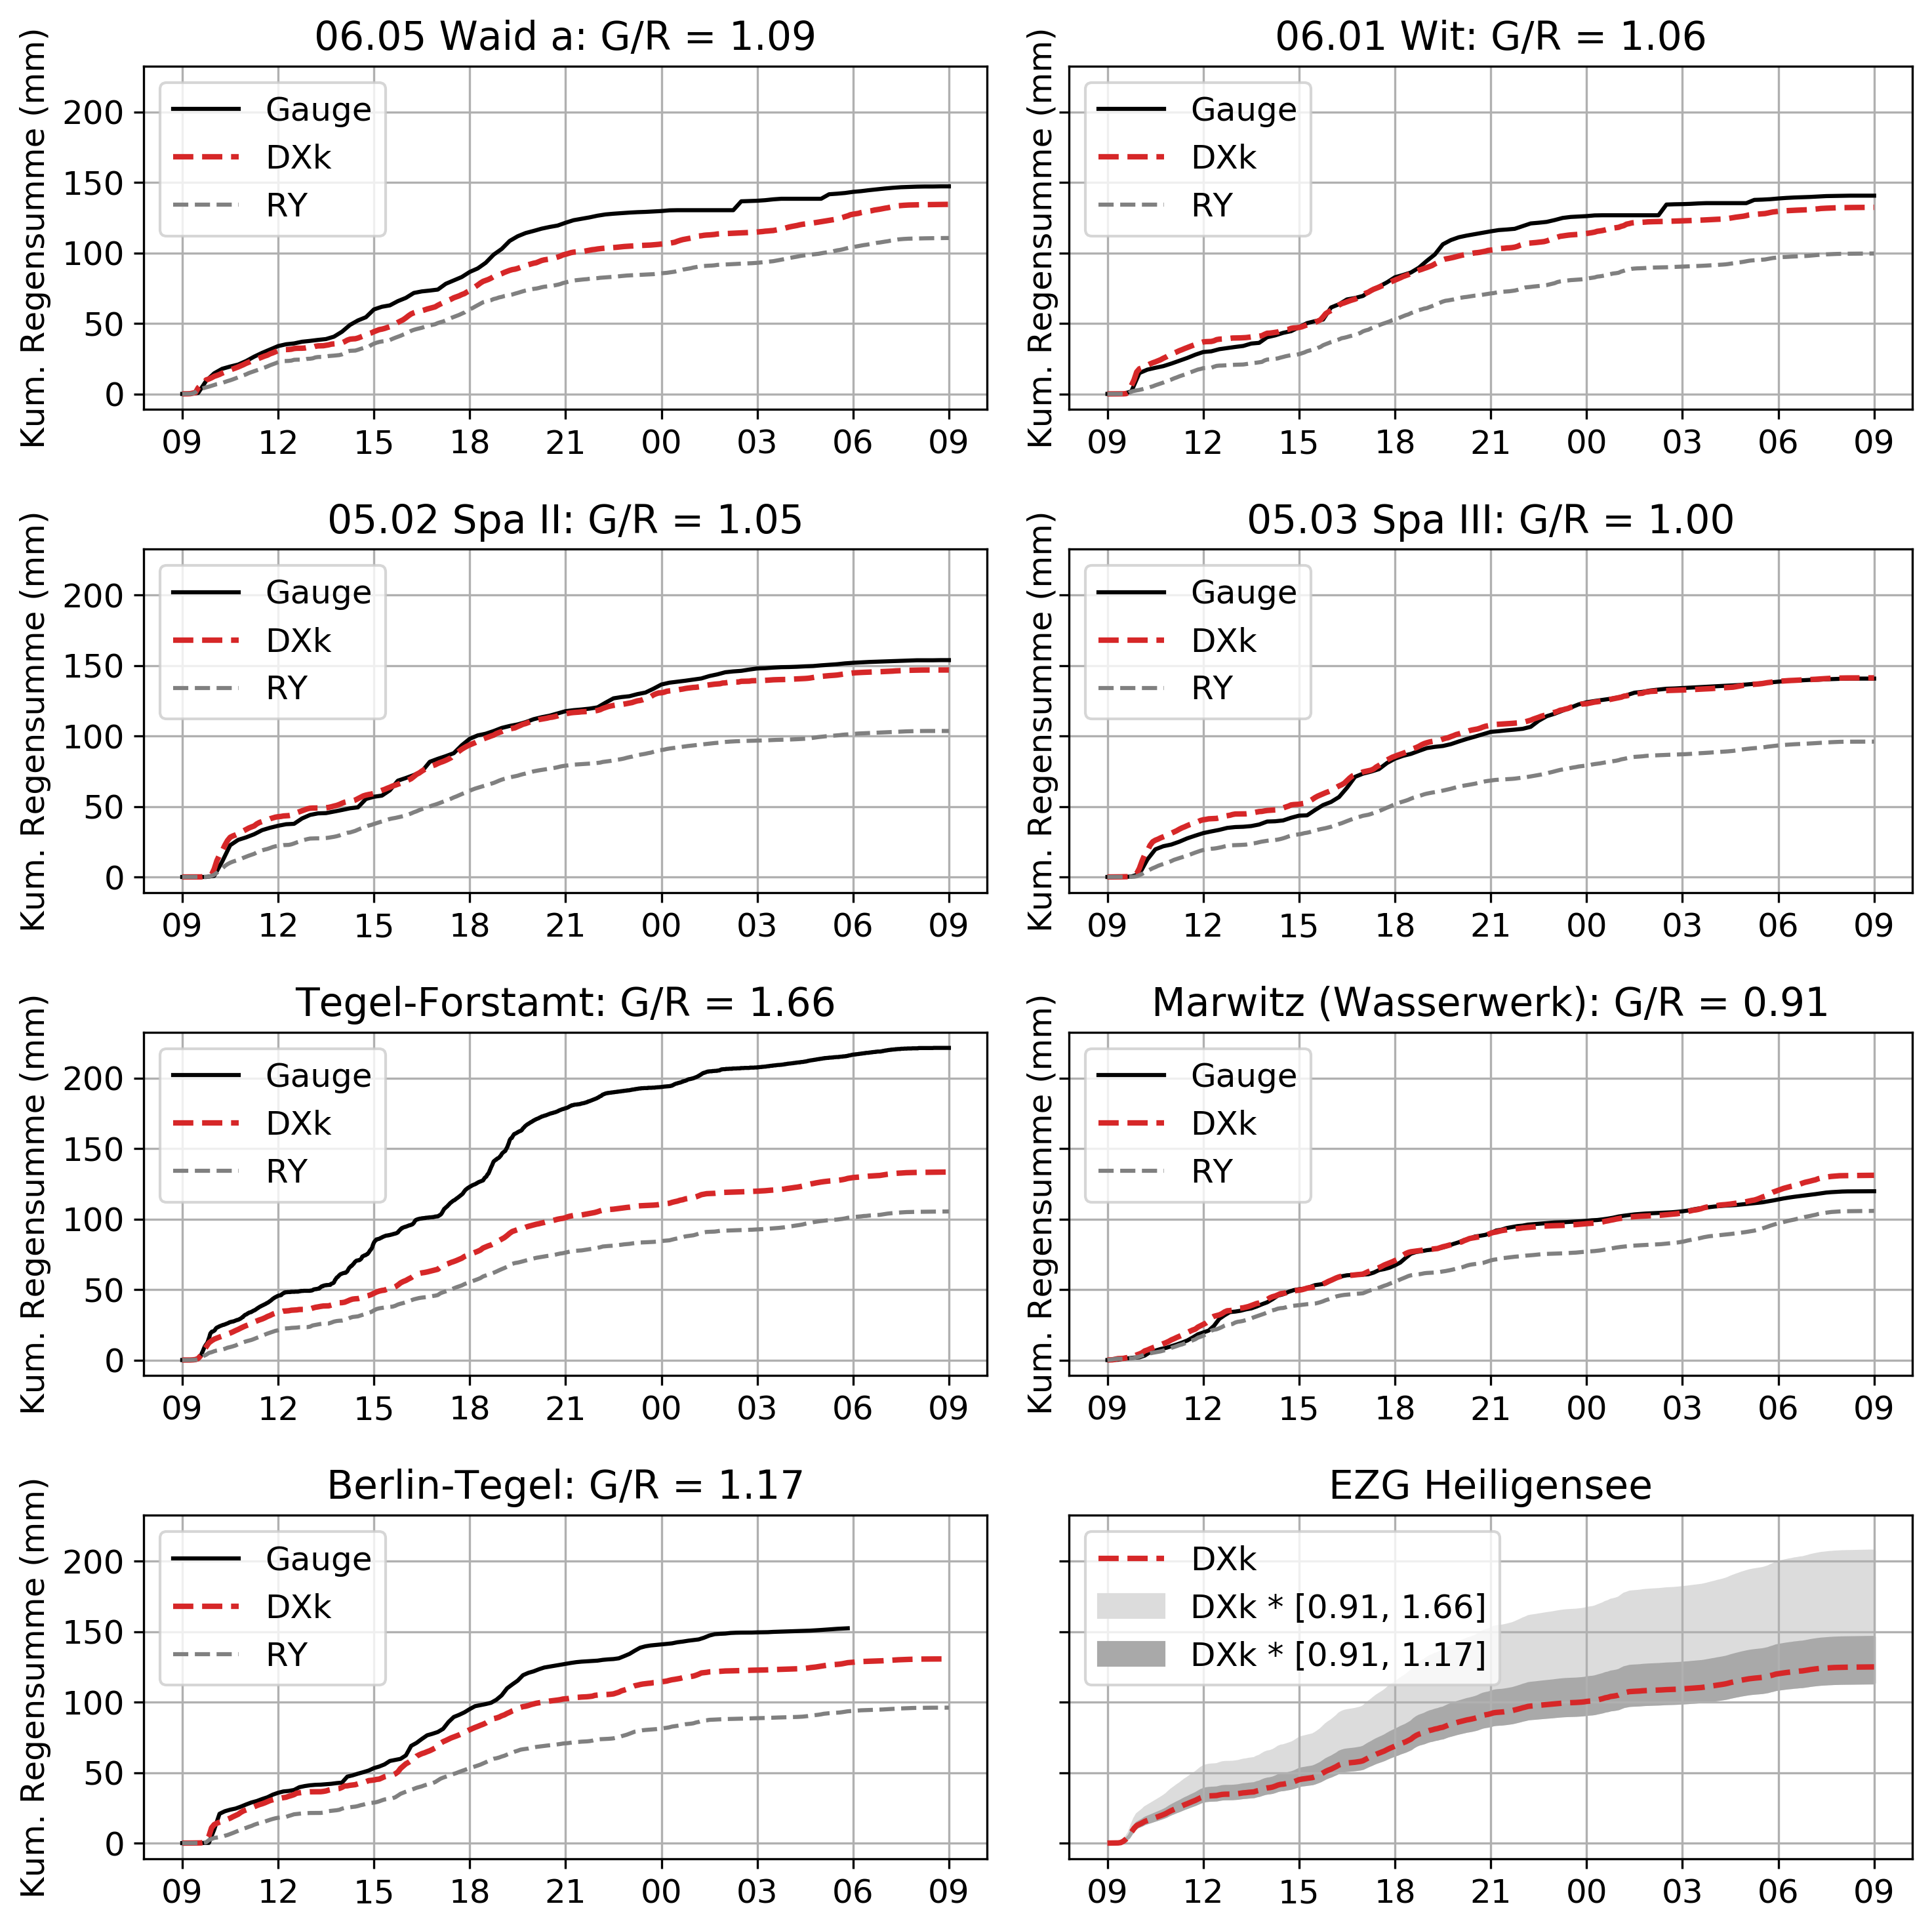 06.05 Waid a: G/R = 1.09
Kum. Regensumme (mm)
200
150
100
50
0
Gauge
DXk
RY
09 12 15 18 21 00 03 06 09
06.01 Wit: G/R = 1.06
Kum. Regensumme (mm)
Gauge
DXk
RY
09 12 15 18 21 00 03 06 09
05.02 Spa II: G/R = 1.05
Kum. Regensumme (mm)
200
150
100
50
0
Gauge
DXk
RY
09 12 15 18 21 00 03 06 09
05.03 Spa III: G/R = 1.00
Kum. Regensumme (mm)
Gauge
DXk
RY
09 12 15 18 21 00 03 06 09
Tegel-Forstamt: G/R = 1.66
Kum. Regensumme (mm)
200
150
100
50
0
Gauge
DXk
RY
09 12 15 18 21 00 03 06 09
Marwitz (Wasserwerk): G/R = 0.91
Kum. Regensumme (mm)
Gauge
DXk
RY
09 12 15 18 21 00 03 06 09
Berlin-Tegel: G/R = 1.17
Kum. Regensumme (mm)
200
150
100
50
0
Gauge
DXk
RY
09 12 15 18 21 00 03 06 09
EZG Heiligensee
DXk
DXk * [0.91, 1.66]
DXk * [0.91, 1.17]
09 12 15 18 21 00 03 06 09